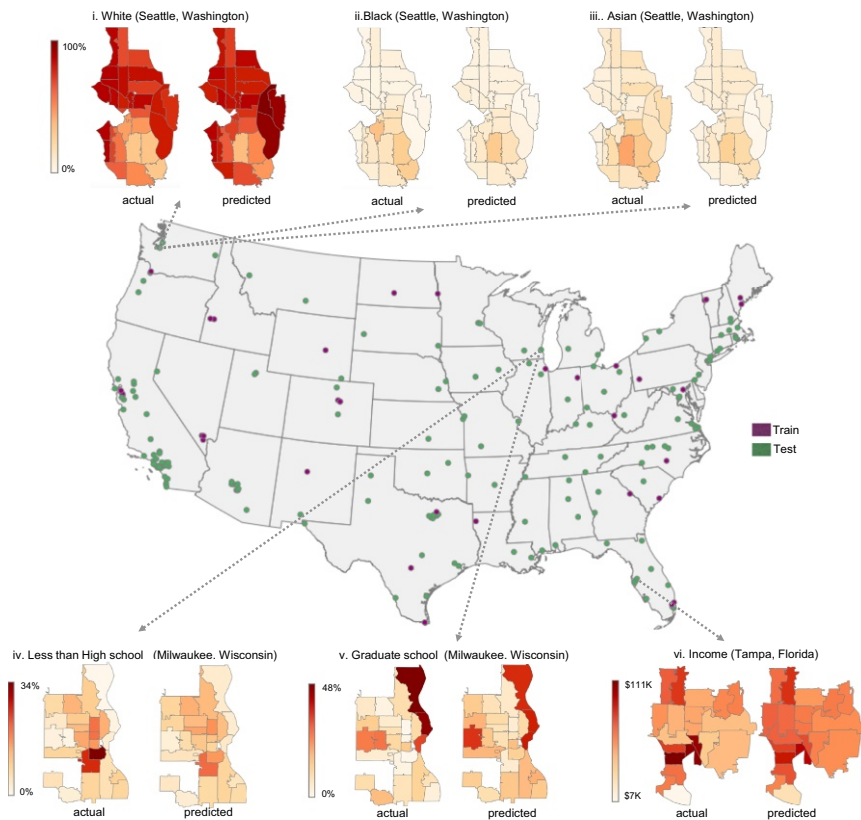 i. White (Seattle, Washington)
ii.Black (Seattle, Washington)
iii.. Asian (Seattle, Washington)
100%
0%
actual
predicted
actual
predicted
actual
predicted
Train
Test
iv. Less than High school (Milwaukee. Wisconsin)
v. Graduate school (Milwaukee. Wisconsin)
vi. Income (Tampa, Florida)
34%
0%
actual
predicted
48%
0%
actual
predicted
$111K
$7K
actual
predicted